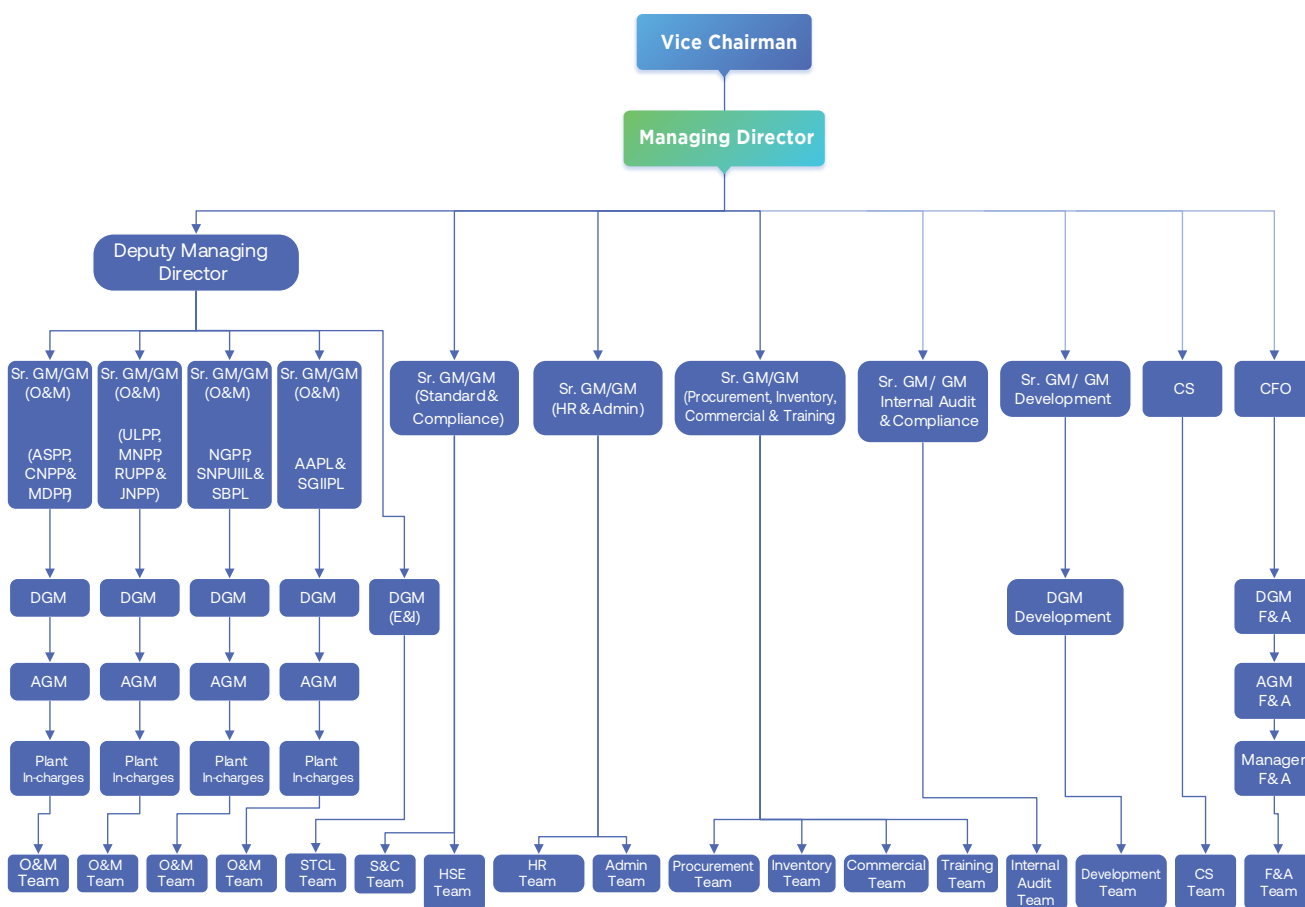 Vice Chairman
Managing Director
Deputy Managing
Director
Sr. GM/GM
(O&M)
(ASPP,
CNPP&
MDPP)
Sr. GM/GM
(O&M)
(ULPP,
MNPP,
RUPP &
JNPP)
Sr. GM/GM
(O&M)
NGPP,
SNPUIIL&
SBPL
Sr. GM/GM
(O&M)
AAPL&
SGIIPL
Sr. GM/GM
(Standard &
Compliance)
Sr. GM/GM
(HR & Admin)
Sr. GM/GM
(Procurement, Inventory,
Commercial & Training
Sr. GM/ GM
Internal Audit
& Compliance
Sr. GM/ GM
Development
CS
CFO
DGM
DGM
DGM
DGM
DGM
(E&I)
DGM
Development
DGM
F& A
AGM
AGM
AGM
AGM
AGM
F& A
Plant
In-charges
Plant
In-charges
Plant
In-charges
Plant
In-charges
Manager
F& A
O&M
Team
O&M
Team
O&M
Team
O&M
Team
STCL
Team
S&C
Team
HSE
Team
HR
Team
Admin
Team
Procurement
Team
Inventory
Team
Commercial
Team
Training
Team
Internal
Audit
Team
Development
Team
CS
Team
F&A
Team